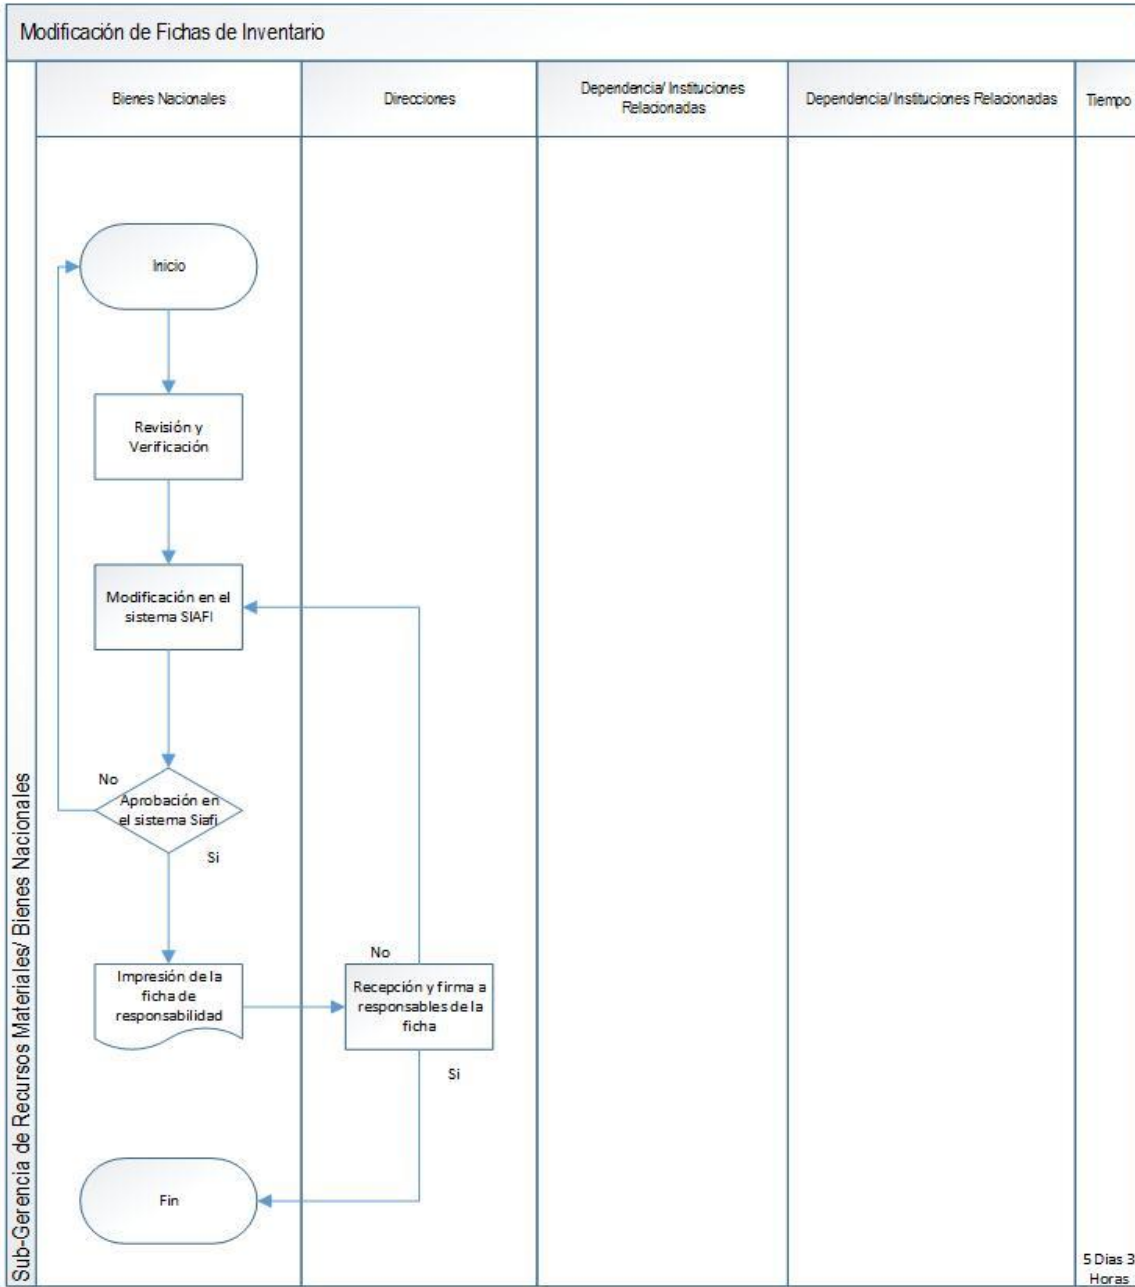 Modificación de Fichas de Inventario
Bienes Nacionales
Direcciones
Dependencia/ Instituciones
Relacionadas
Dependencia/Instituciones Relacionadas
Tiempo
Inicio
Revisión y
Verificación
Modificación en el
sistema SIAFI
No
Aprobación en
el sistema Siafi
Si
Impresión de la
ficha de
responsabilidad
No
Recepción y firma a
responsables de la
ficha
Si
Fin
Sub-Gerencia de Recursos Materiales/ Bienes Nacionales
5 Dias 3
Horas